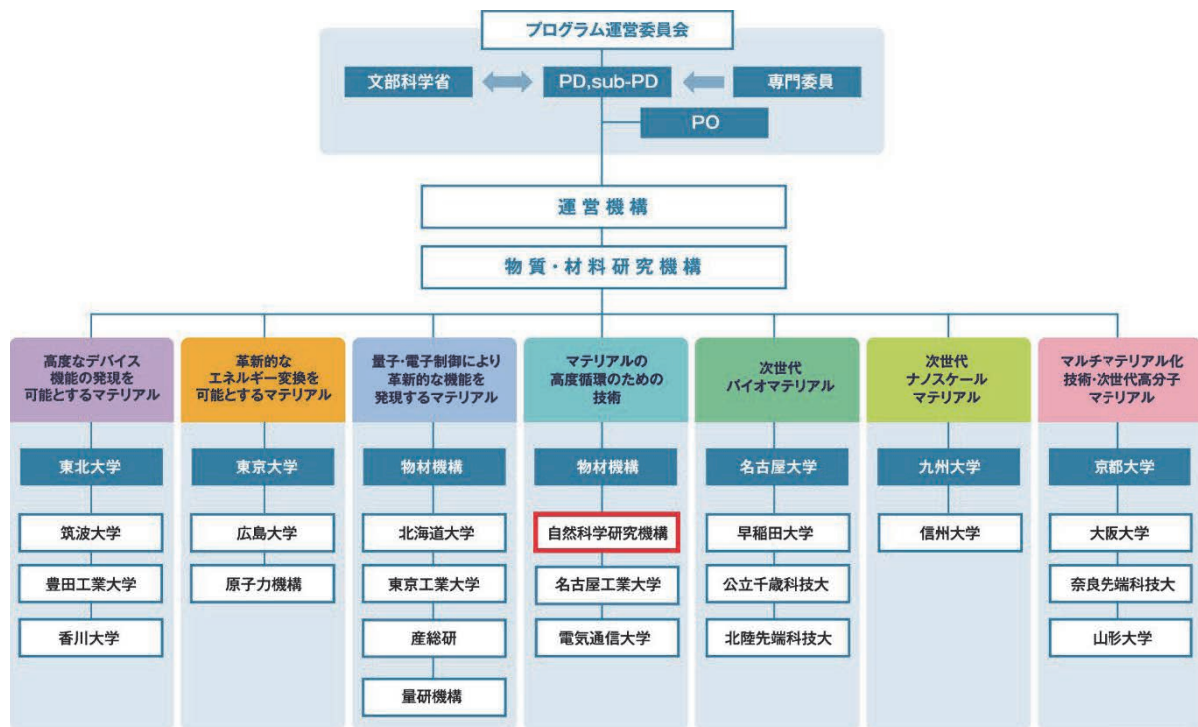 プログラム運営委員会
文部科学省
PD,sub-PD
専門委員
PO
運営機構
物質・材料研究機構
高度なデバイス
機能の発現を
可能とするマテリアル
東北大学
筑波大学
豊田工業大学
香川大学
革新的な
エネルギー変換を
可能とするマテリアル
東京大学
広島大学
原子力機構
量子・電子制御により
革新的な機能を
発現するマテリアル
物材機構
北海道大学
東京工業大学
産総研
量研機構
マテリアルの
高度循環のための
技術
物材機構
自然科学研究機構
名古屋工業大学
電気通信大学
次世代
バイオマテリアル
名古屋大学
早稲田大学
公立千歳科技大
北陸先端科技大
次世代
ナノスケール
マテリアル
九州大学
信州大学
マルチマテリアル化
技術・次世代高分子
マテリアル
京都大学
大阪大学
奈良先端科技大
山形大学